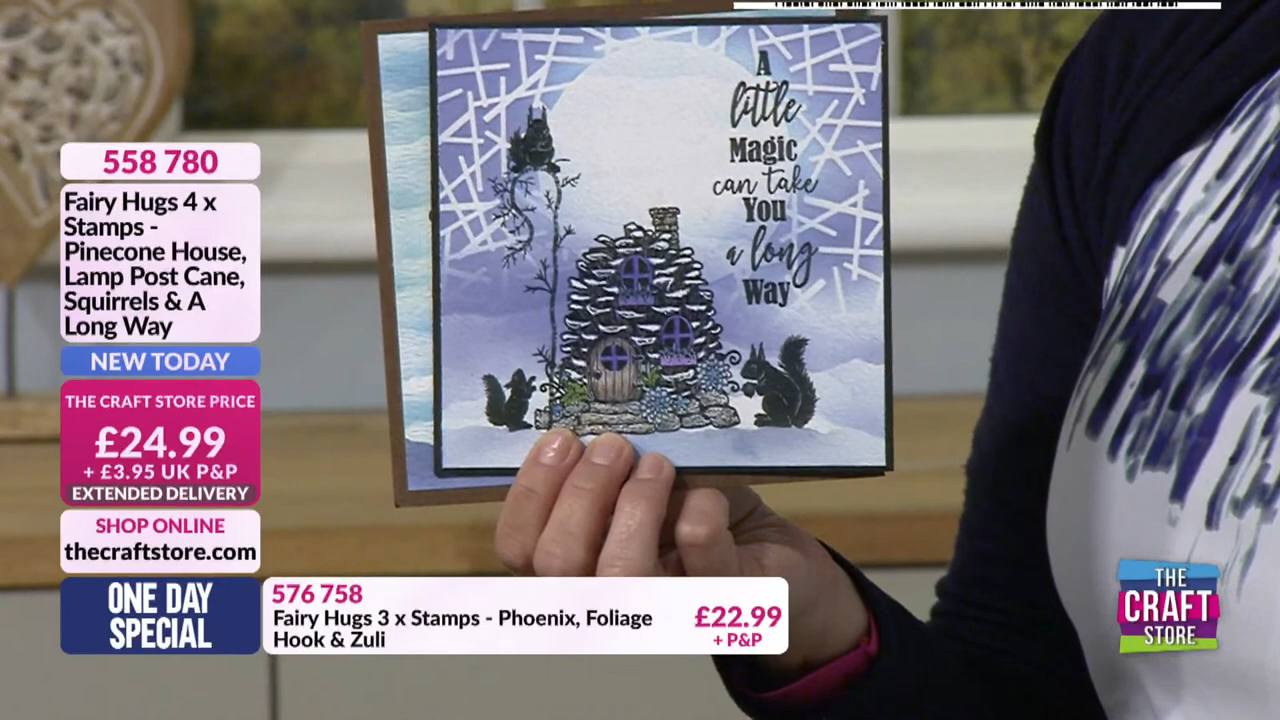 A
little
Magic
can take
You
a long
Way
558 780
Fairy Hugs 4 x
Stamps -
Pinecone House,
Lamp Post Cane,
Squirrels & A
Long Way
NEW TODAY
THE CRAFT STORE PRICE
£24.99
+ £3.95 UK P&P
EXTENDED DELIVERY
SHOP ONLINE
thecraftstore.com
ONE DAY
SPECIAL
576 758
Fairy Hugs 3 x Stamps - Phoenix, Foliage
Hook & Zuli
£22.99
+ P&P
THE
CRAFT
STORE